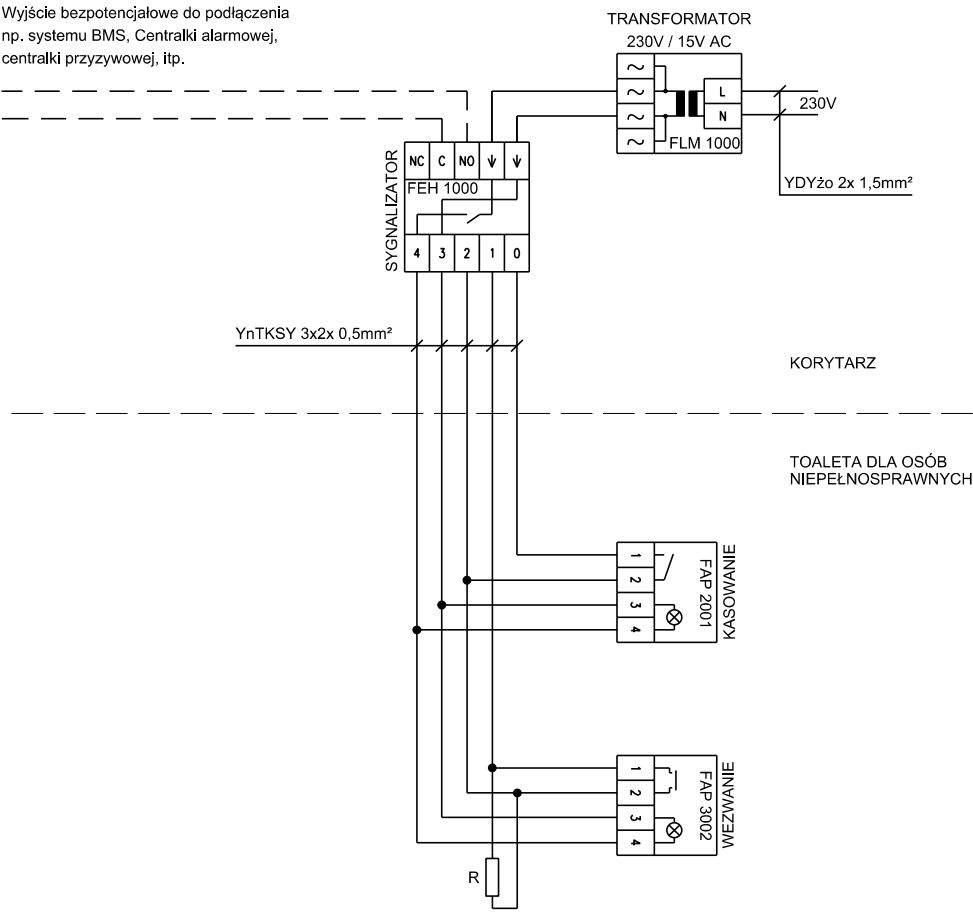 Wyjście bezpotencjałowe do podłączenia
np. systemu BMS, Centralki alarmowej,
centralki przyzywowej, itp.
TRANSFORMATOR
230V / 15V AC
~
~
~
~
L
N
FLM 1000
230V
YDYżo 2x 1,5mm²
SYGNALIZATOR
NC C NO
FEH 1000
4 3 2 1 0
YnTKSY 3x2x 0,5mm²
KORYTARZ
TOALETA DLA OSÓB
NIEPEŁNOSPRAWNYCH
1
2
3
4
FAP 2001
KASOWANIE
1
2
3
4
FAP 3002
WEZWANIE
R